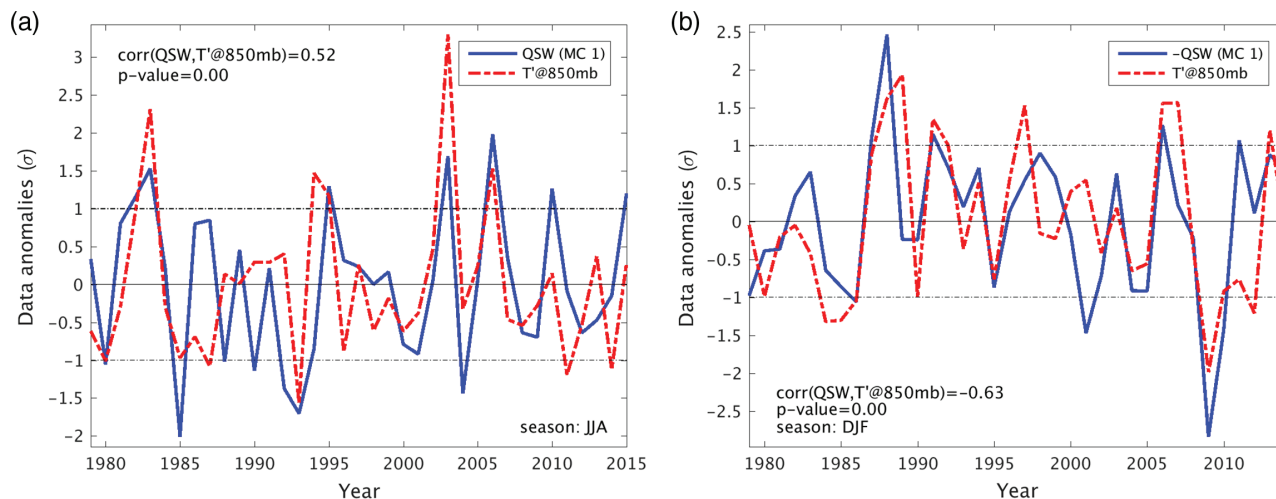 (a)
corr(QSW,T'@850mb)=0.52
p-value=0.00
QSW (MC 1)
T'@850mb
3
2.5
2
1.5
1
0.5
0
-0.5
-1
-1.5
-2
Data anomalies (σ)
season: JJA
1980 1985 1990 1995 2000 2005 2010 2015
Year
(b)
-QSW (MC 1)
T'@850mb
2.5
2
1.5
1
0.5
0
-0.5
-1
-1.5
-2
-2.5
Data anomalies (σ)
corr(QSW,T'@850mb)=-0.63
p-value=0.00
season: DJF
1980 1985 1990 1995 2000 2005 2010
Year